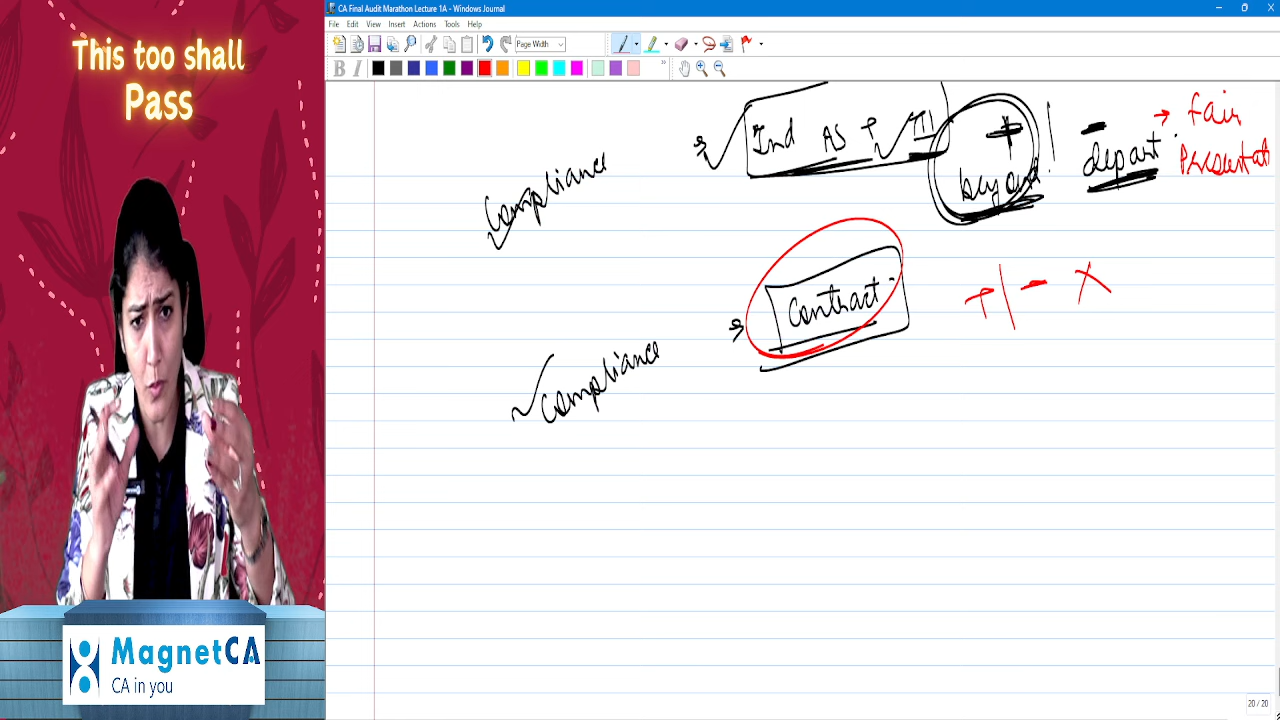 This too shall
Pass
MagnetCA
CA in you
CA Final Audit Marathon Lecture 1A - Windows Journal
File Edit View Insert Actions Tools Help
Page Width
Ind AS +
+
beyond
-
depart
→ fair
Presentat
Compliance
Contract
+ / - X
Compliance
20 / 20